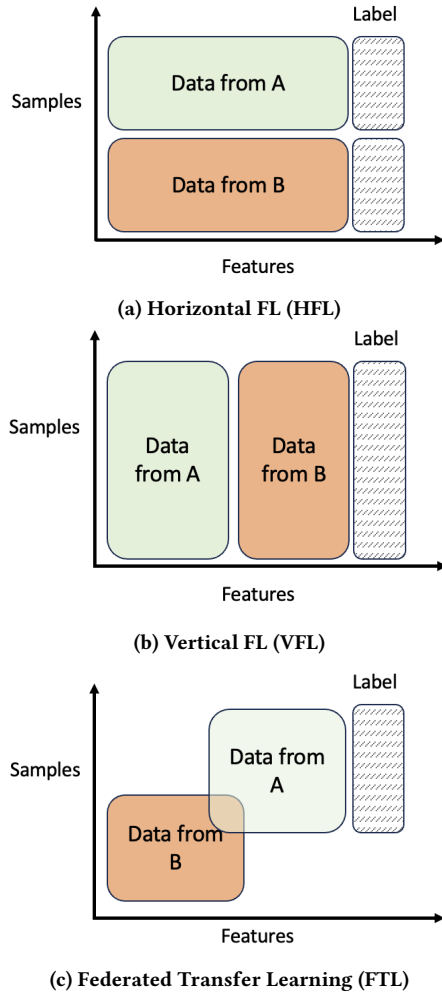 Label
Samples
Data from A
Data from B
Features
(a) Horizontal FL (HFL)
Label
Samples
Data
from A
Data
from B
Features
(b) Vertical FL (VFL)
Label
Samples
Data from
A
Data from
B
Features
(c) Federated Transfer Learning (FTL)